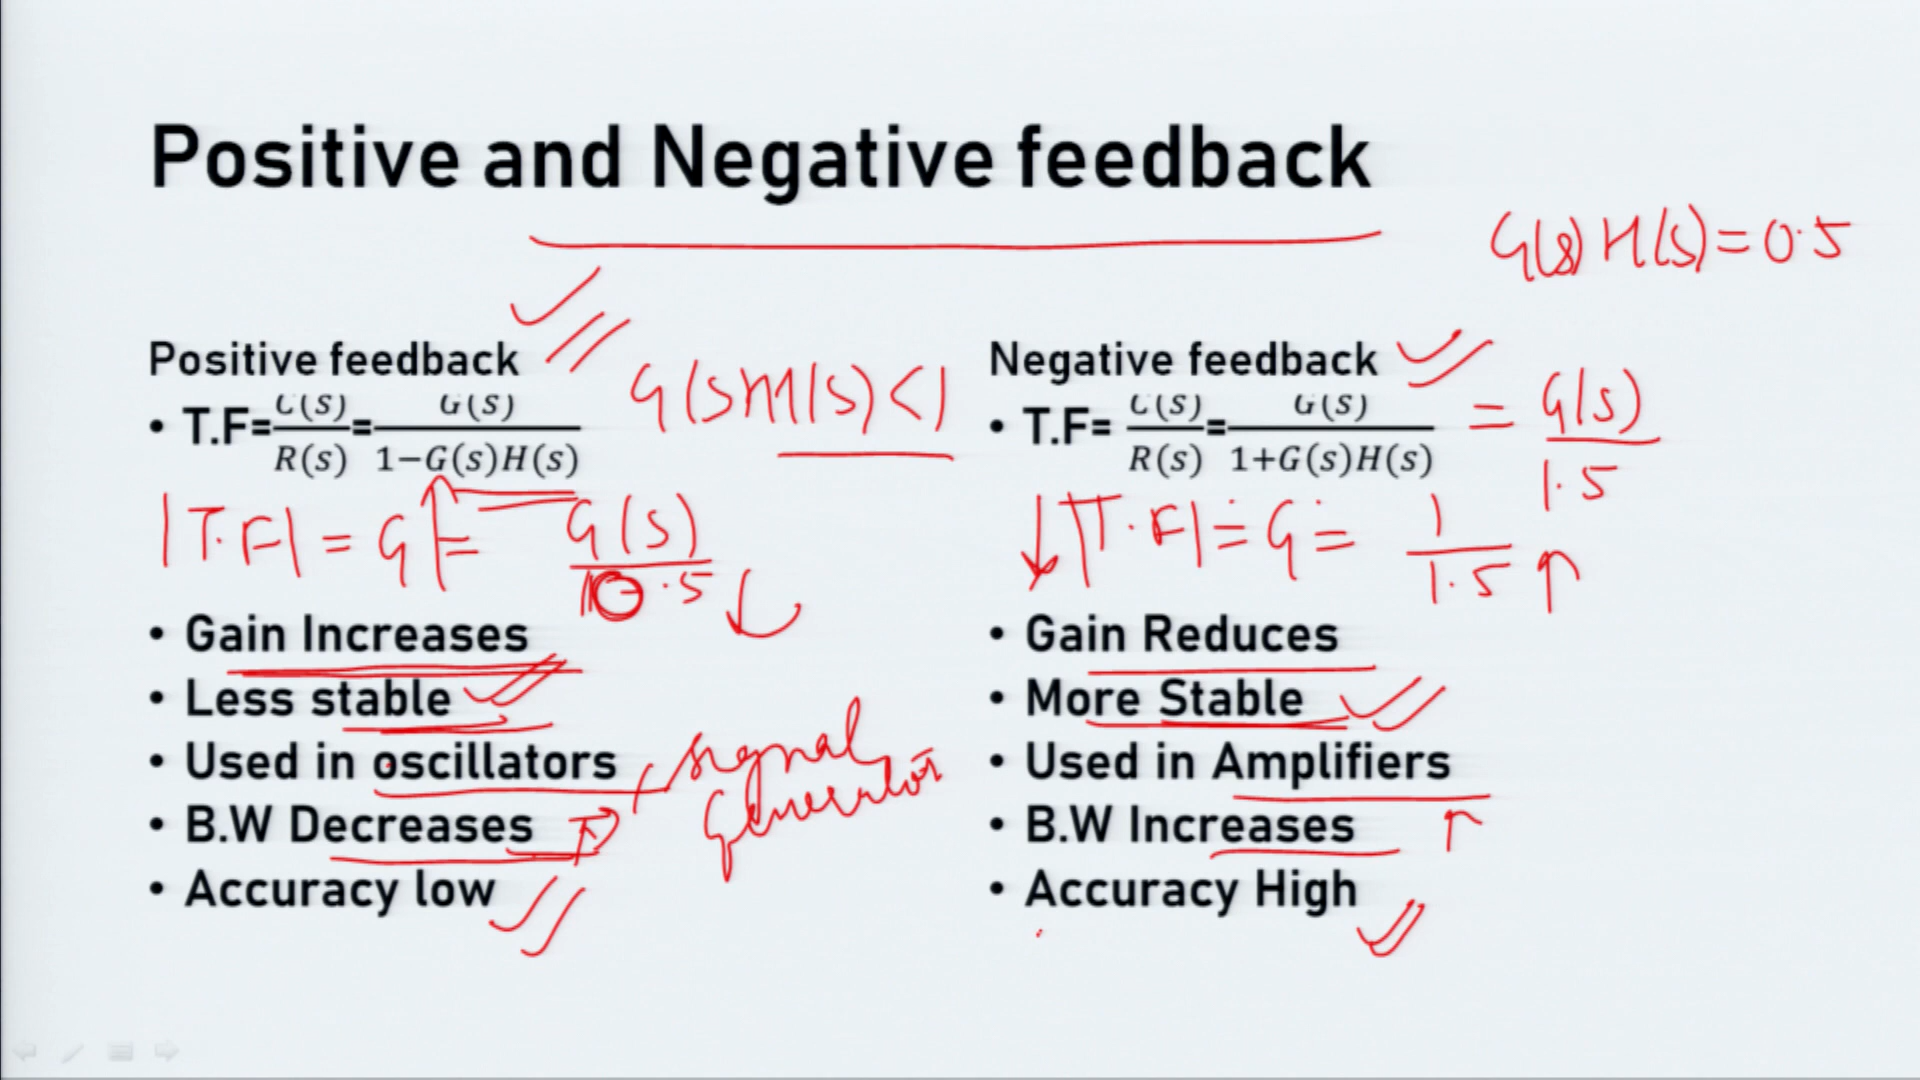 Positive and Negative feedback
G(s) H(s) = 0.5
Positive feedback
G(s)H(s) < 1
• T.F= C(S)/R(s) = G(S)/1−G(s)H(s)
|T.F| = G = G(s)/0.5
• Gain Increases
• Less stable
• Used in oscillators
signal
Generator
• B.W Decreases
• Accuracy low
Negative feedback
• T.F= C(S)/R(s) = G(S)/1+G(s)H(s) = G(s)/1.5
↓ |T.F| = G = 1/1.5 ↑
• Gain Reduces
• More Stable
• Used in Amplifiers
• B.W Increases ↑
• Accuracy High